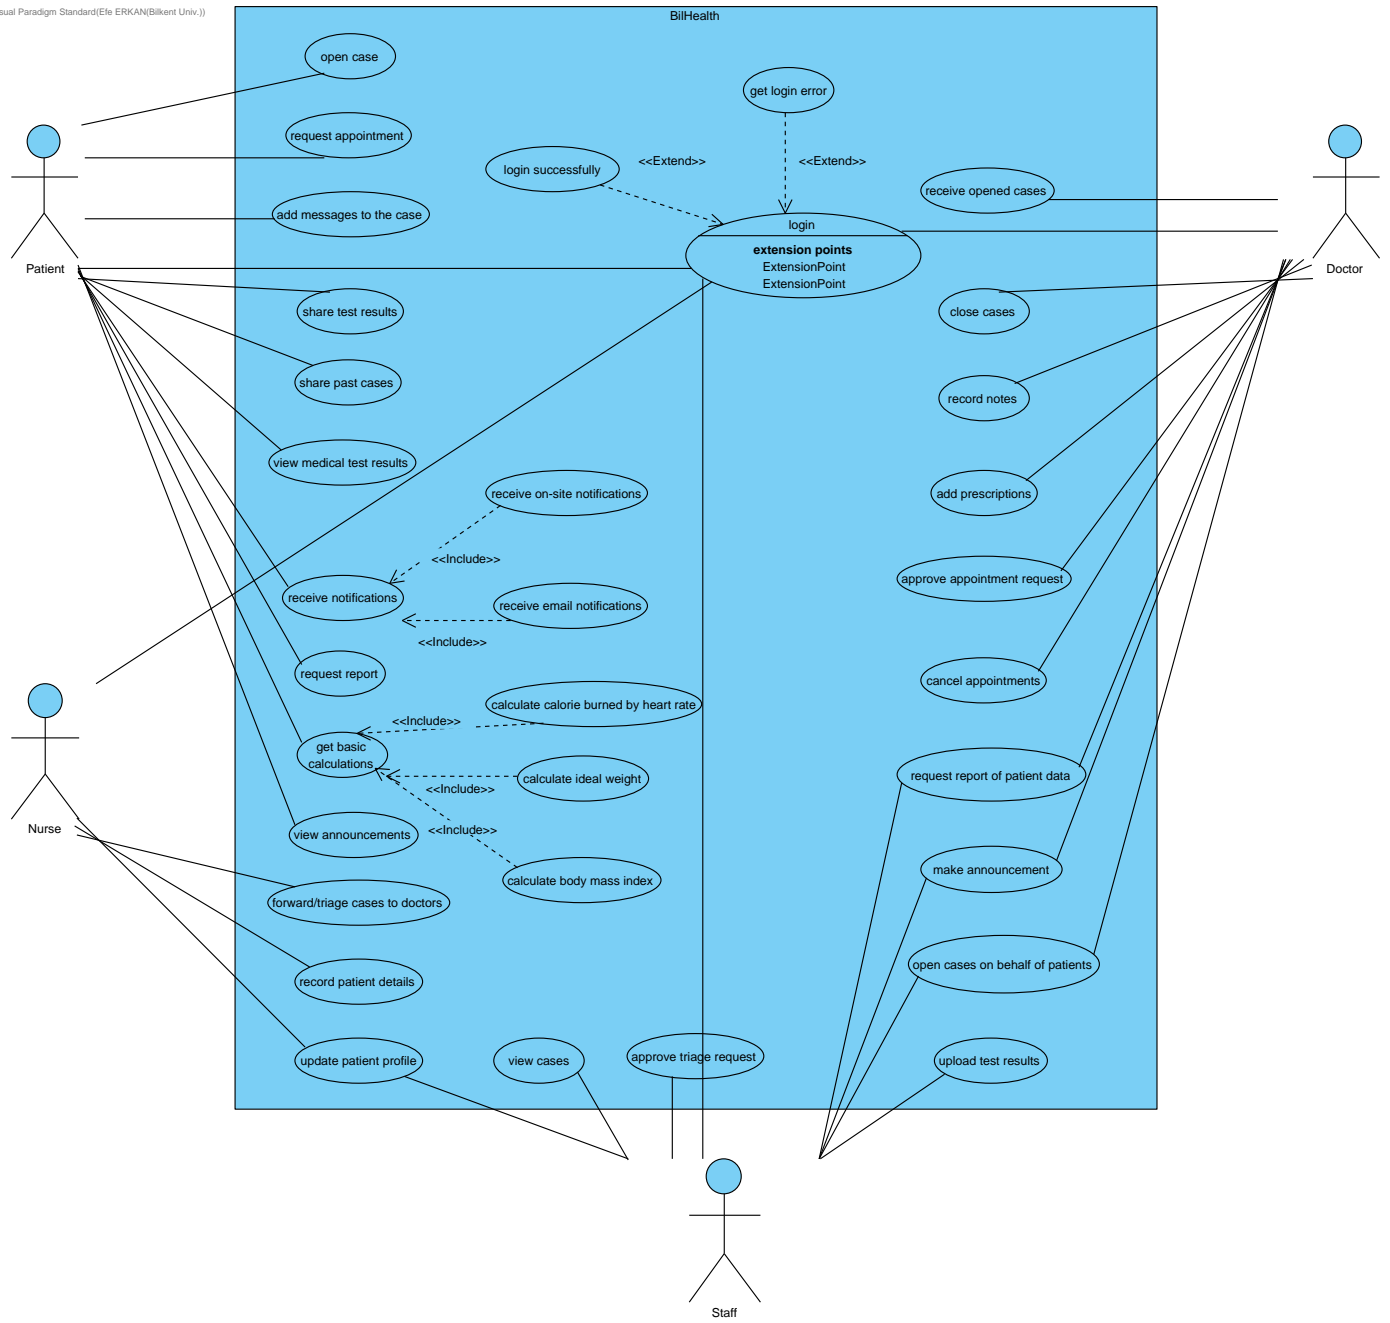 sual Paradigm Standard(Efe ERKAN(Bilkent Univ.))
BilHealth
open case
get login error
request appointment
login successfully
<<Extend>>
<<Extend>>
receive opened cases
add messages to the case
login
extension points
ExtensionPoint
ExtensionPoint
Patient
Doctor
share test results
close cases
share past cases
record notes
view medical test results
receive on-site notifications
add prescriptions
<<Include>>
approve appointment request
receive notifications
receive email notifications
<<Include>>
request report
cancel appointments
calculate calorie burned by heart rate
<<Include>>
get basic
calculations
calculate ideal weight
request report of patient data
<<Include>>
Nurse
view announcements
<<Include>>
make announcement
calculate body mass index
forward/triage cases to doctors
open cases on behalf of patients
record patient details
update patient profile
view cases
approve triage request
upload test results
Staff